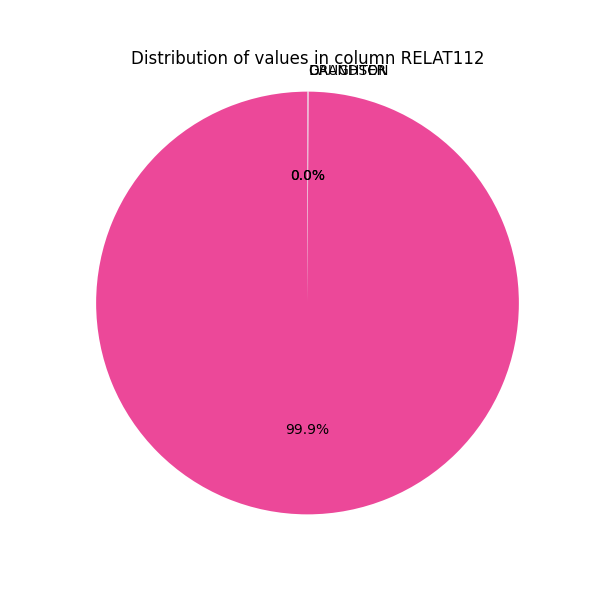 Distribution of values in column RELAT112
0.0%
99.9%